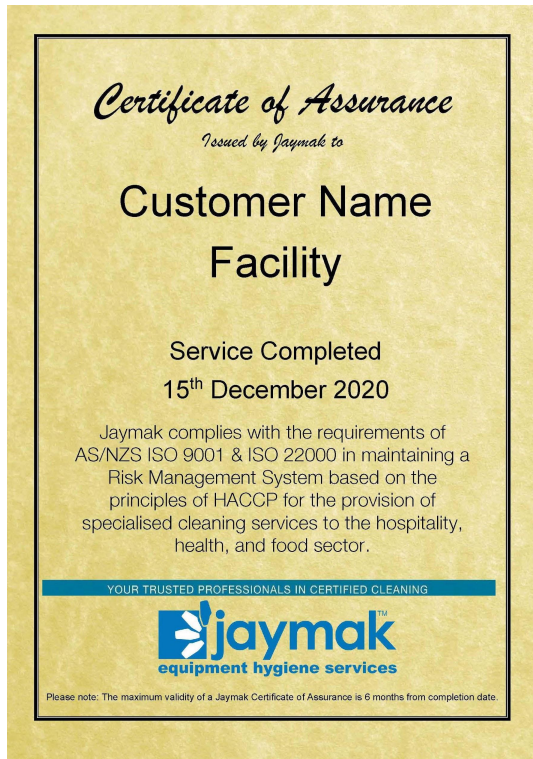 Certificate of Assurance
Issued by Jaymak to
Customer Name
Facility
Service Completed
15th December 2020
Jaymak complies with the requirements of
AS/NZS ISO 9001 & ISO 22000 in maintaining a
Risk Management System based on the
principles of HACCP for the provision of
specialised cleaning services to the hospitality,
health, and food sector.
YOUR TRUSTED PROFESSIONALS IN CERTIFIED CLEANING
jaymak™
equipment hygiene services
Please note: The maximum validity of a Jaymak Certificate of Assurance is 6 months from completion date.